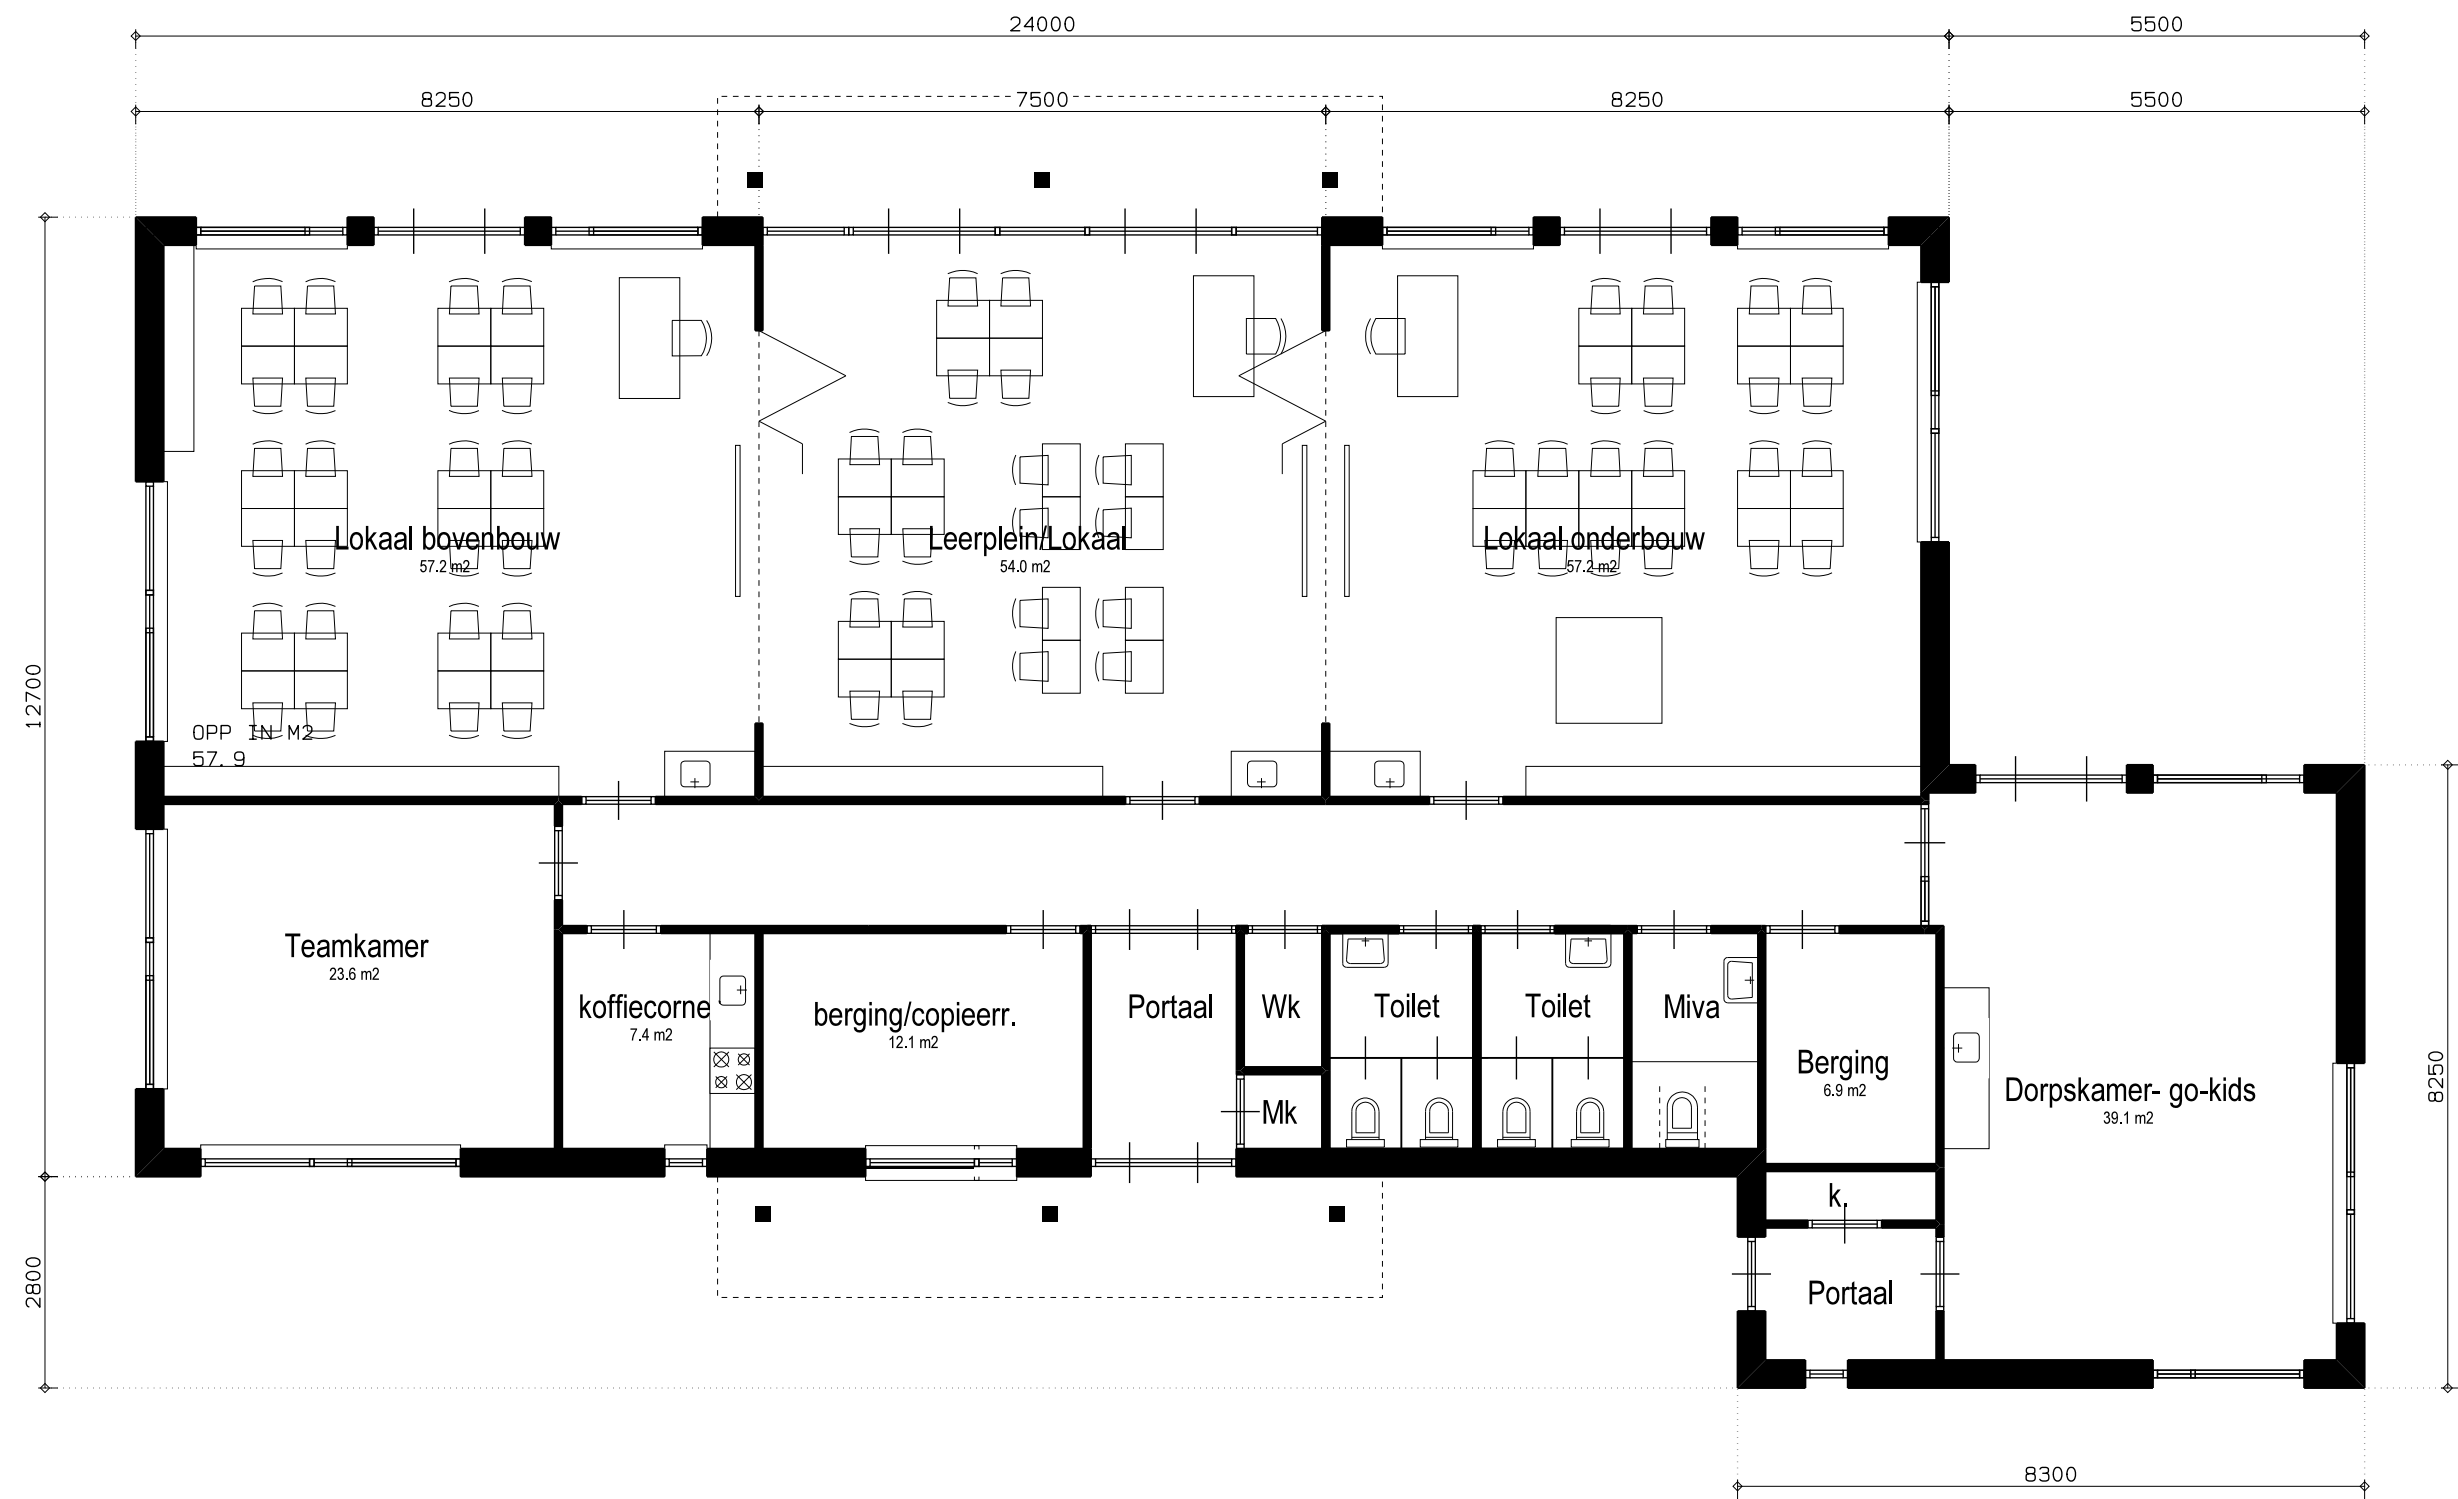 24000
5500
8250
7500
8250
5500
Lokaal bovenbouw
57.2 m2
Leerplein/Lokaal
54.0 m2
Lokaal onderbouw
57.2 m2
12700
OPP IN M2
57.9
Teamkamer
23.6 m2
koffiecorne
7.4 m2
berging/copieerr.
12.1 m2
Portaal
Wk
Mk
Toilet
Toilet
Miva
Berging
6.9 m2
Dorpskamer- go-kids
39.1 m2
8250
k.
Portaal
2800
8300